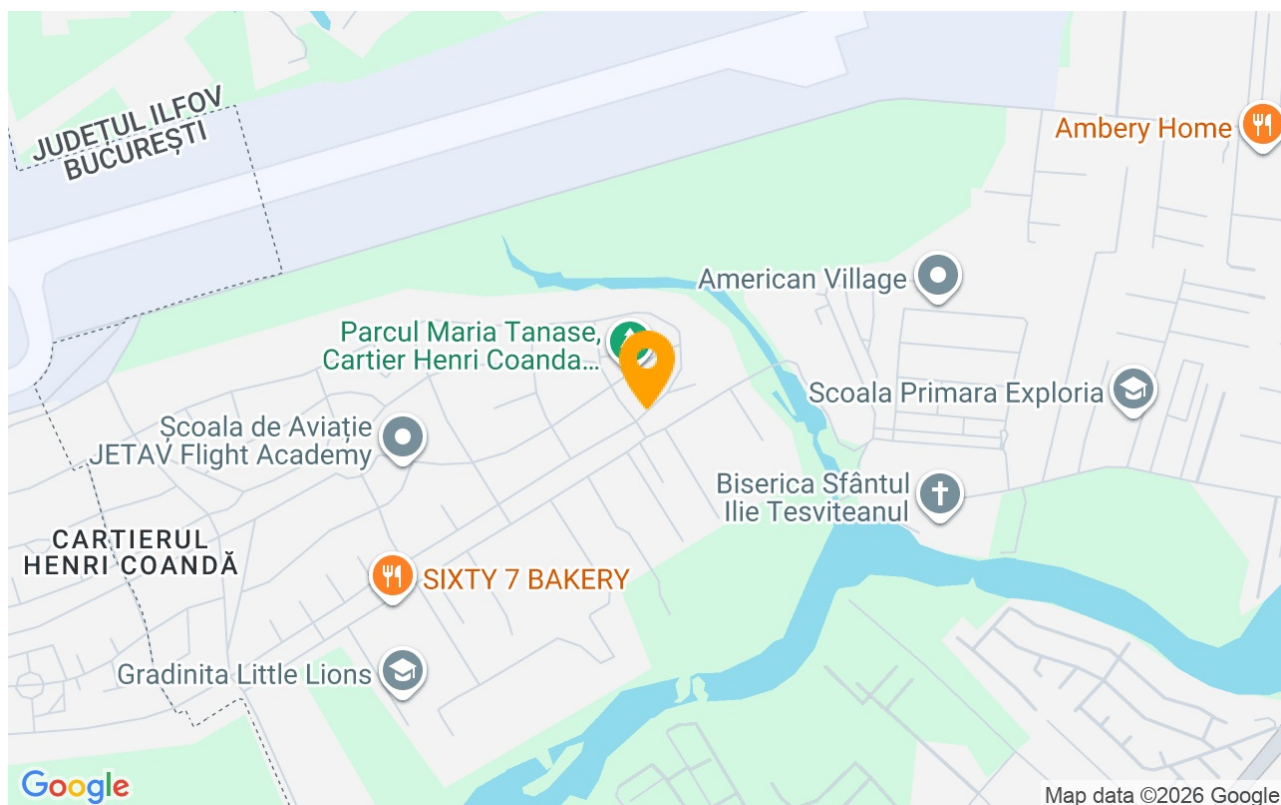 JUDETUL ILFOV
BUCUREȘTI
Ambery Home
American Village
Parcul Maria Tanase,
Cartier Henri Coanda...
Scoala Primara Exploria
Școala de Aviație
JETAV Flight Academy
Biserica Sfântul
Ilie Tesviteanul
CARTIERUL
HENRI COANDĂ
SIXTY 7 BAKERY
Gradinita Little Lions
Google
Map data ©2026 Google